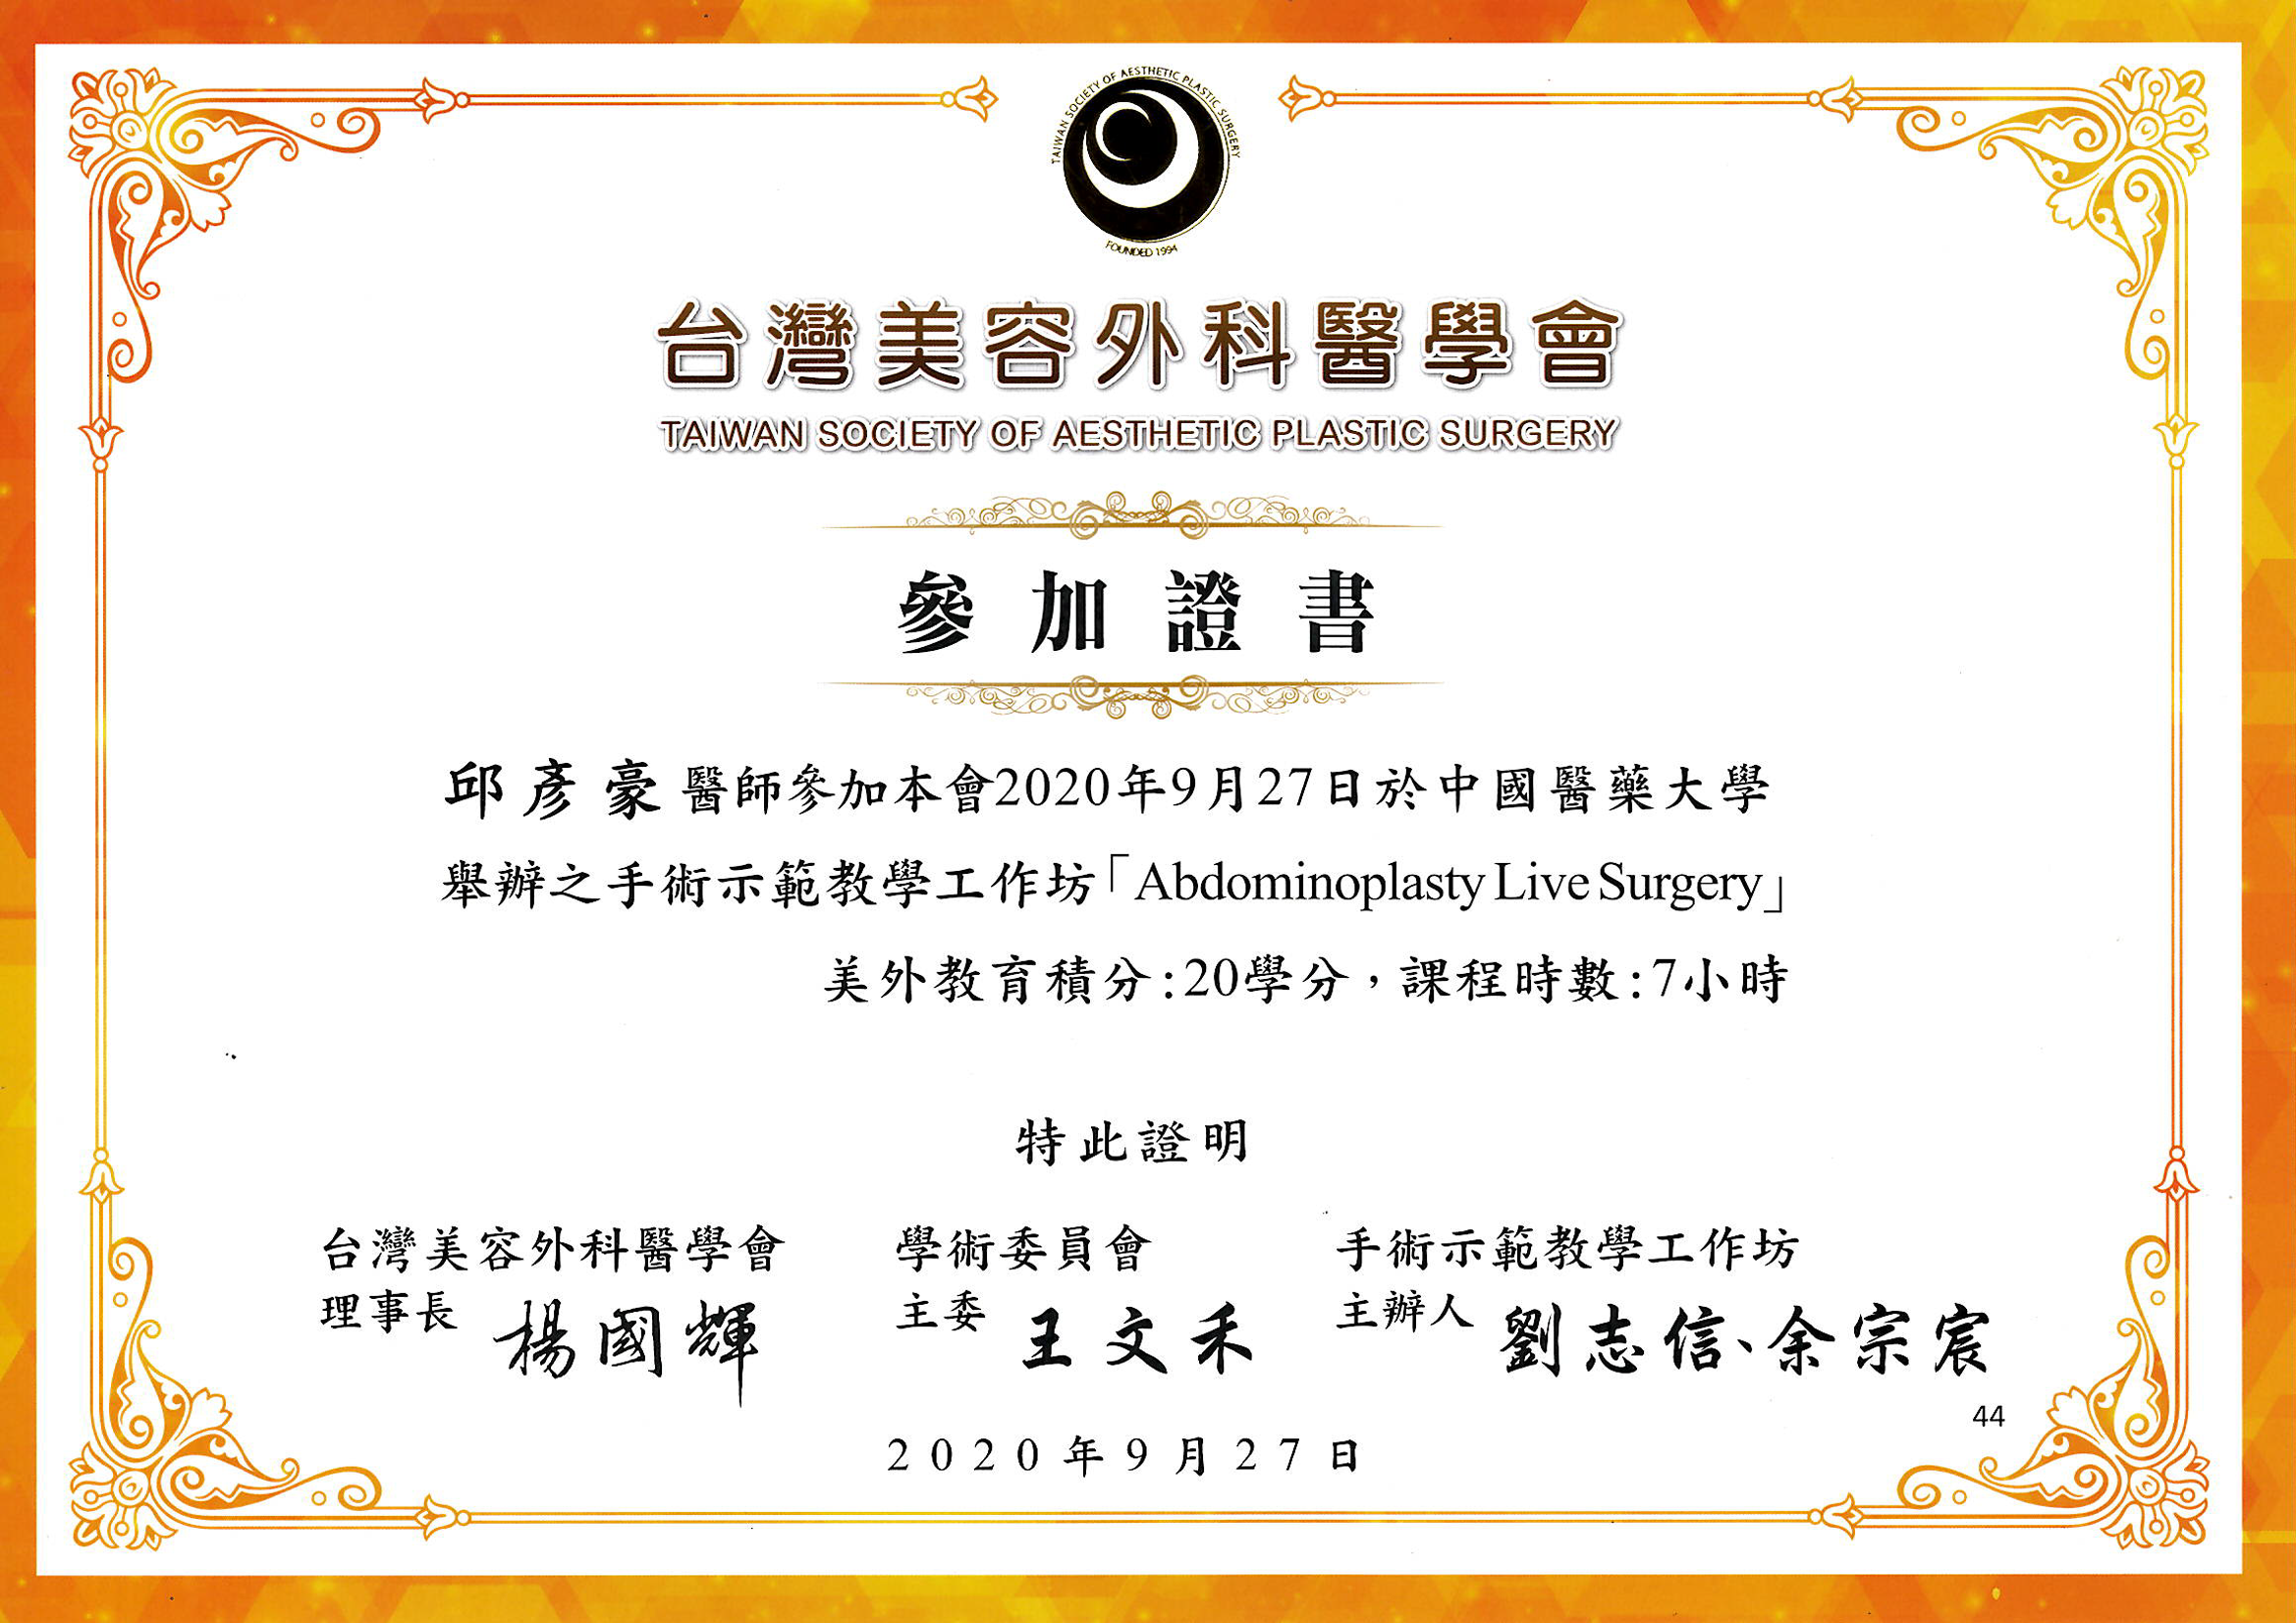 TAIWAN SOCIETY OF AESTHETIC PLASTIC SURGERY
FOUNDED 1994
台灣美容外科醫學會
TAIWAN SOCIETY OF AESTHETIC PLASTIC SURGERY
參加證書
邱彥豪 醫師參加本會2020年9月27日於中國醫藥大學
舉辦之手術示範教學工作坊「Abdominoplasty Live Surgery」
美外教育積分:20學分，課程時數:7小時
特此證明
台灣美容外科醫學會
理事長 楊國輝
學術委員會
主委 王文禾
手術示範教學工作坊
主辦人 劉志信、余宗宸
44
2020年9月27日